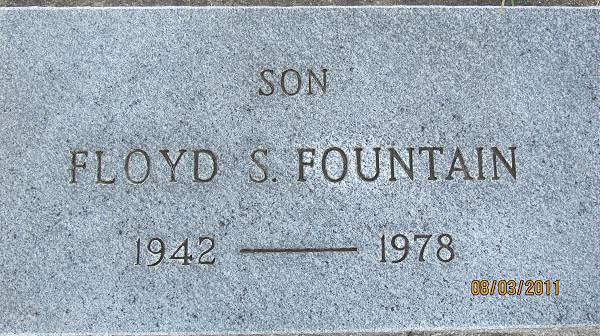 SON
FLOYD S. FOUNTAIN
1942 — 1978
08/03/2011